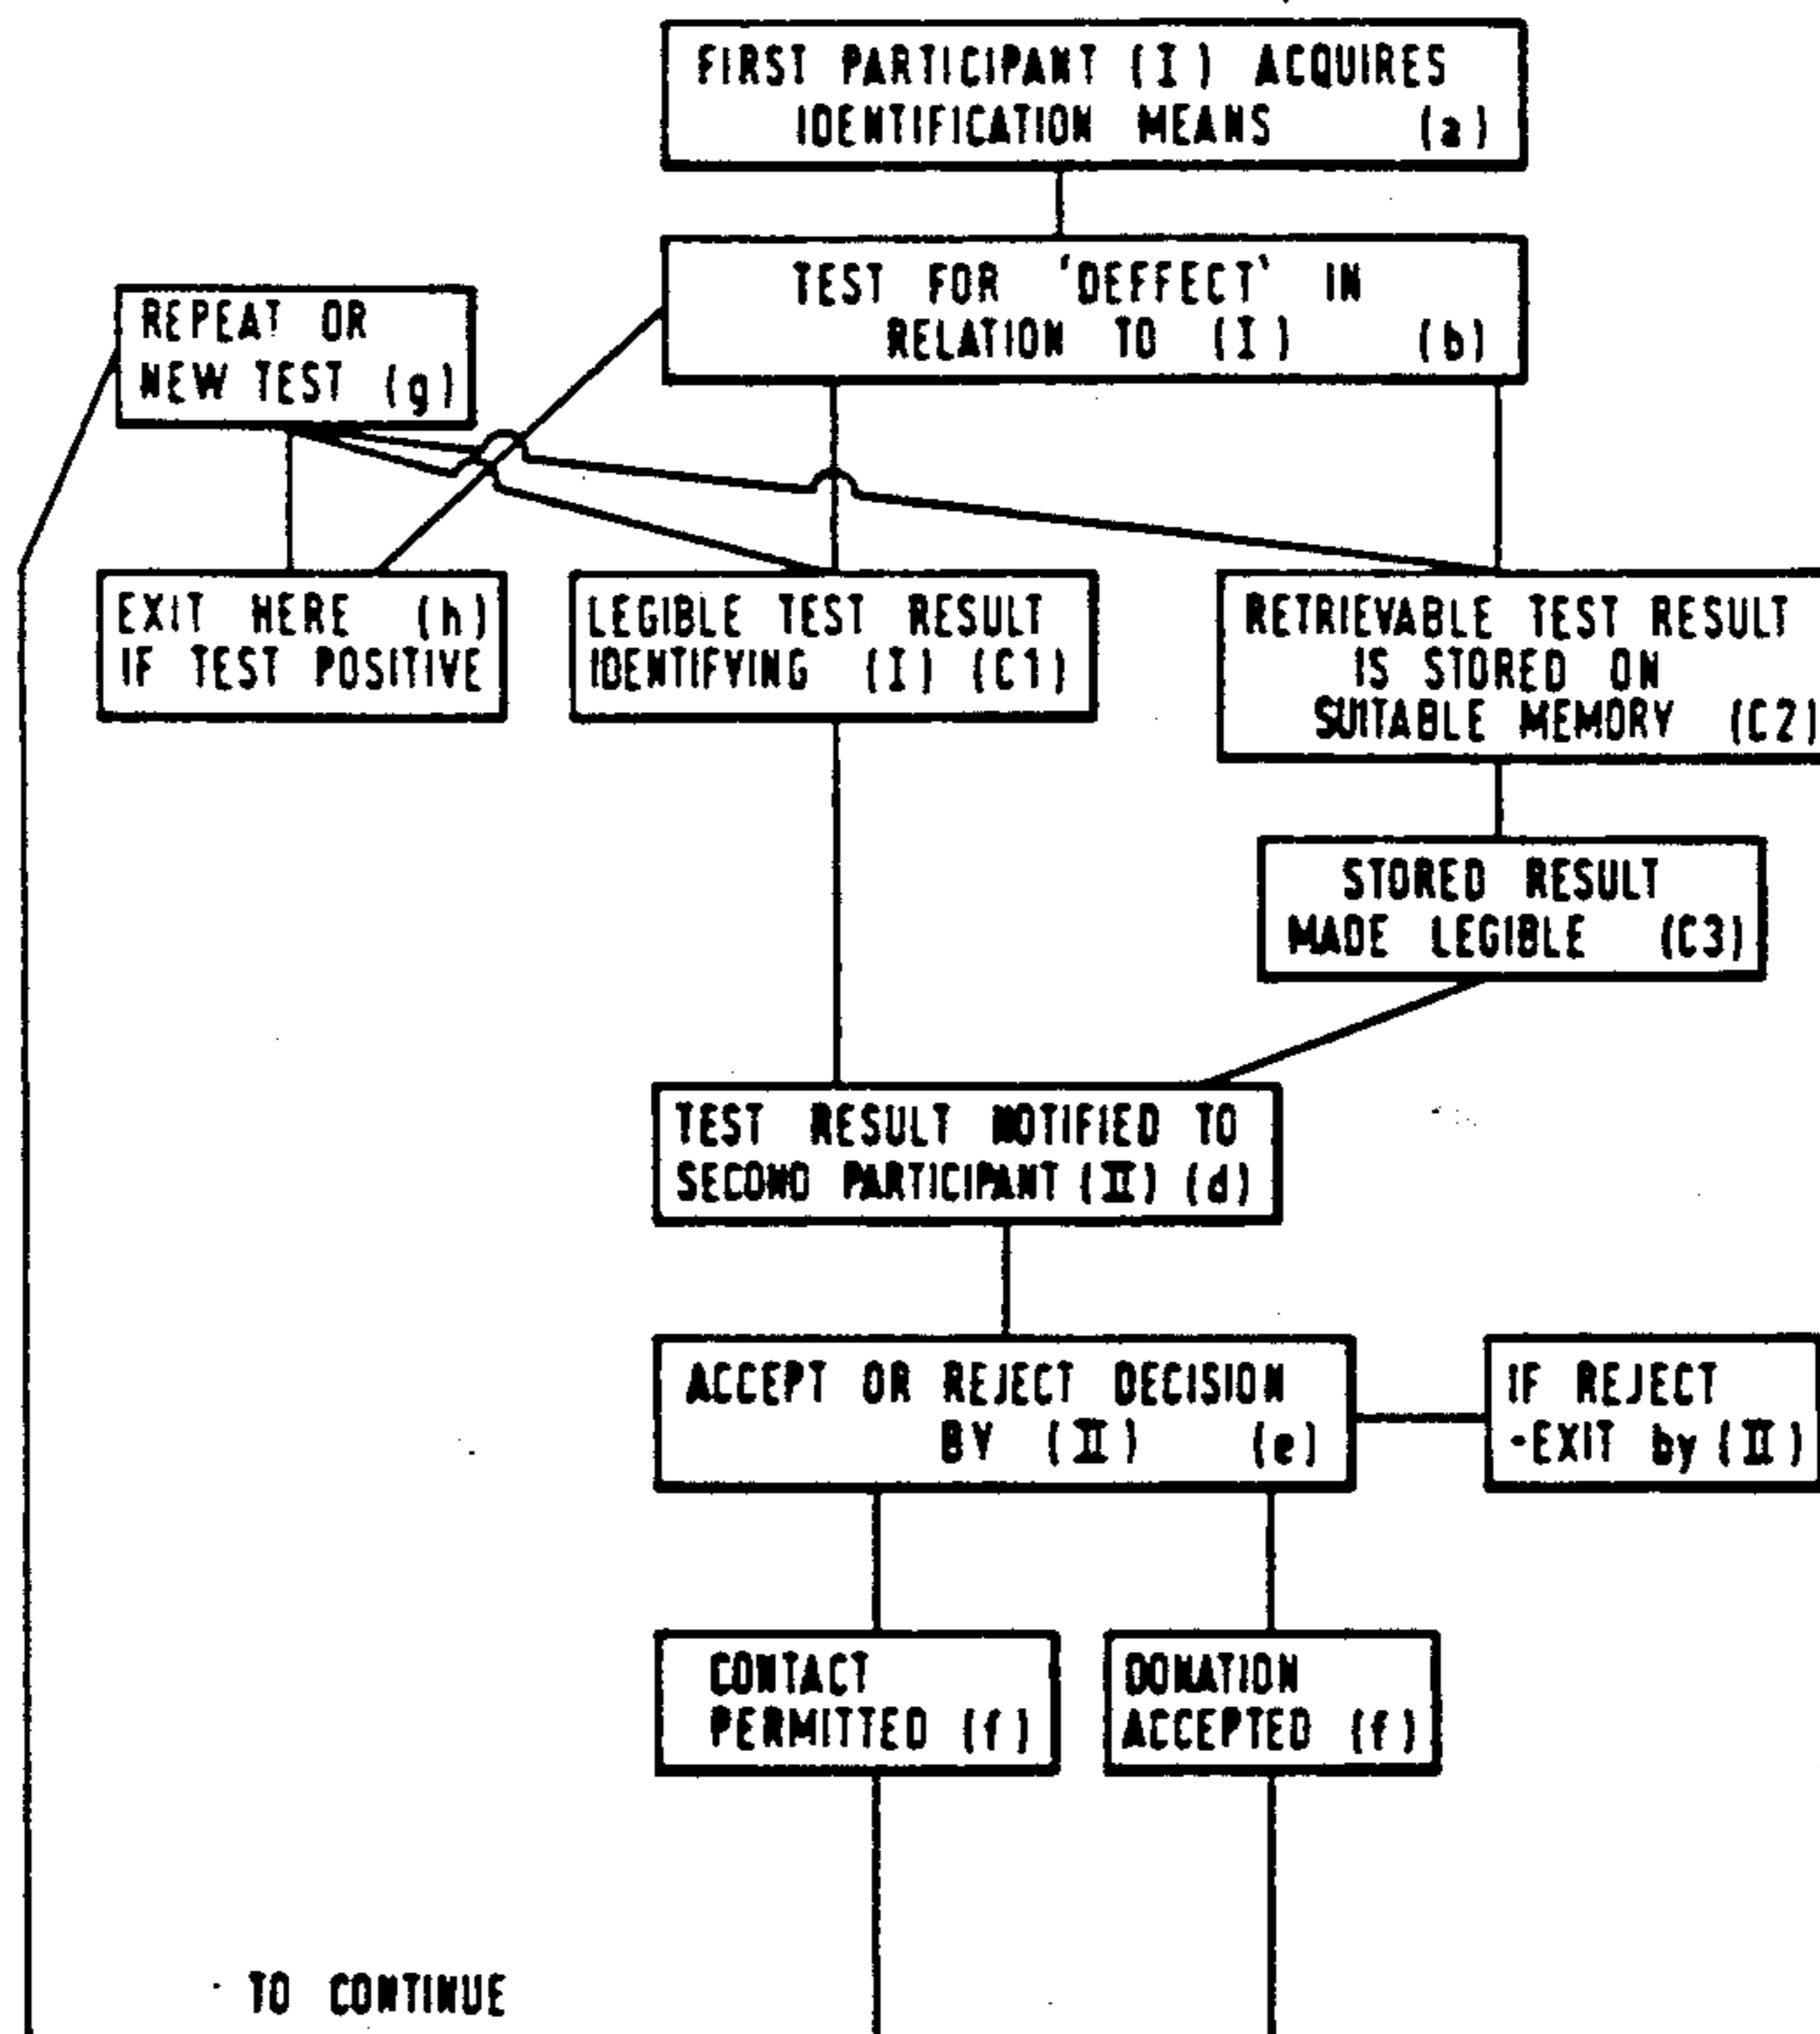 FIRST PARTICIPANT (I) ACQUIRES
IDENTIFICATION MEANS (a)
TEST FOR 'DEFFECT' IN
RELATION TO (I) (b)
REPEAT OR
NEW TEST (g)
EXIT HERE (h)
IF TEST POSITIVE
LEGIBLE TEST RESULT
IDENTIFYING (I) (C1)
RETRIEVABLE TEST RESULT
IS STORED ON
SUITABLE MEMORY (C2)
STORED RESULT
MADE LEGIBLE (C3)
TEST RESULT NOTIFIED TO
SECOND PARTICIPANT (II) (d)
ACCEPT OR REJECT DECISION
BY (II) (e)
IF REJECT
-EXIT by (II)
CONTACT
PERMITTED (f)
DONATION
ACCEPTED (f)
TO CONTINUE